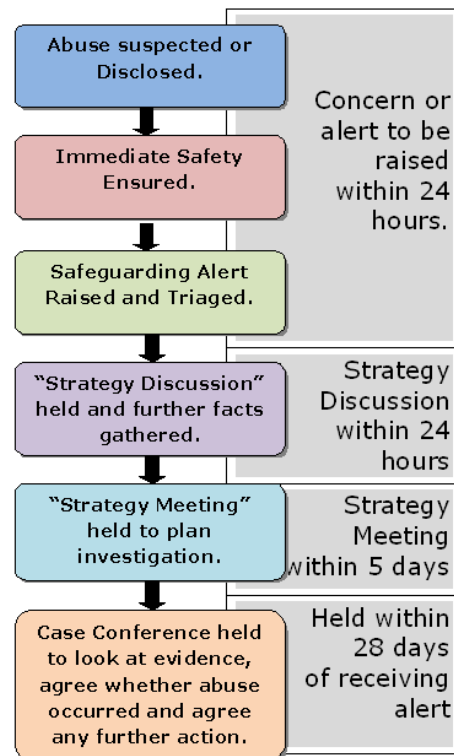 Abuse suspected or
Disclosed.
Immediate Safety
Ensured.
Safeguarding Alert
Raised and Triaged.
Concern or
alert to be
raised
within 24
hours.
“Strategy Discussion”
held and further facts
gathered.
Strategy
Discussion
within 24
hours
“Strategy Meeting”
held to plan
investigation.
Strategy
Meeting
within 5 days
Case Conference held
to look at evidence,
agree whether abuse
occurred and agree
any further action.
Held within
28 days
of receiving
alert